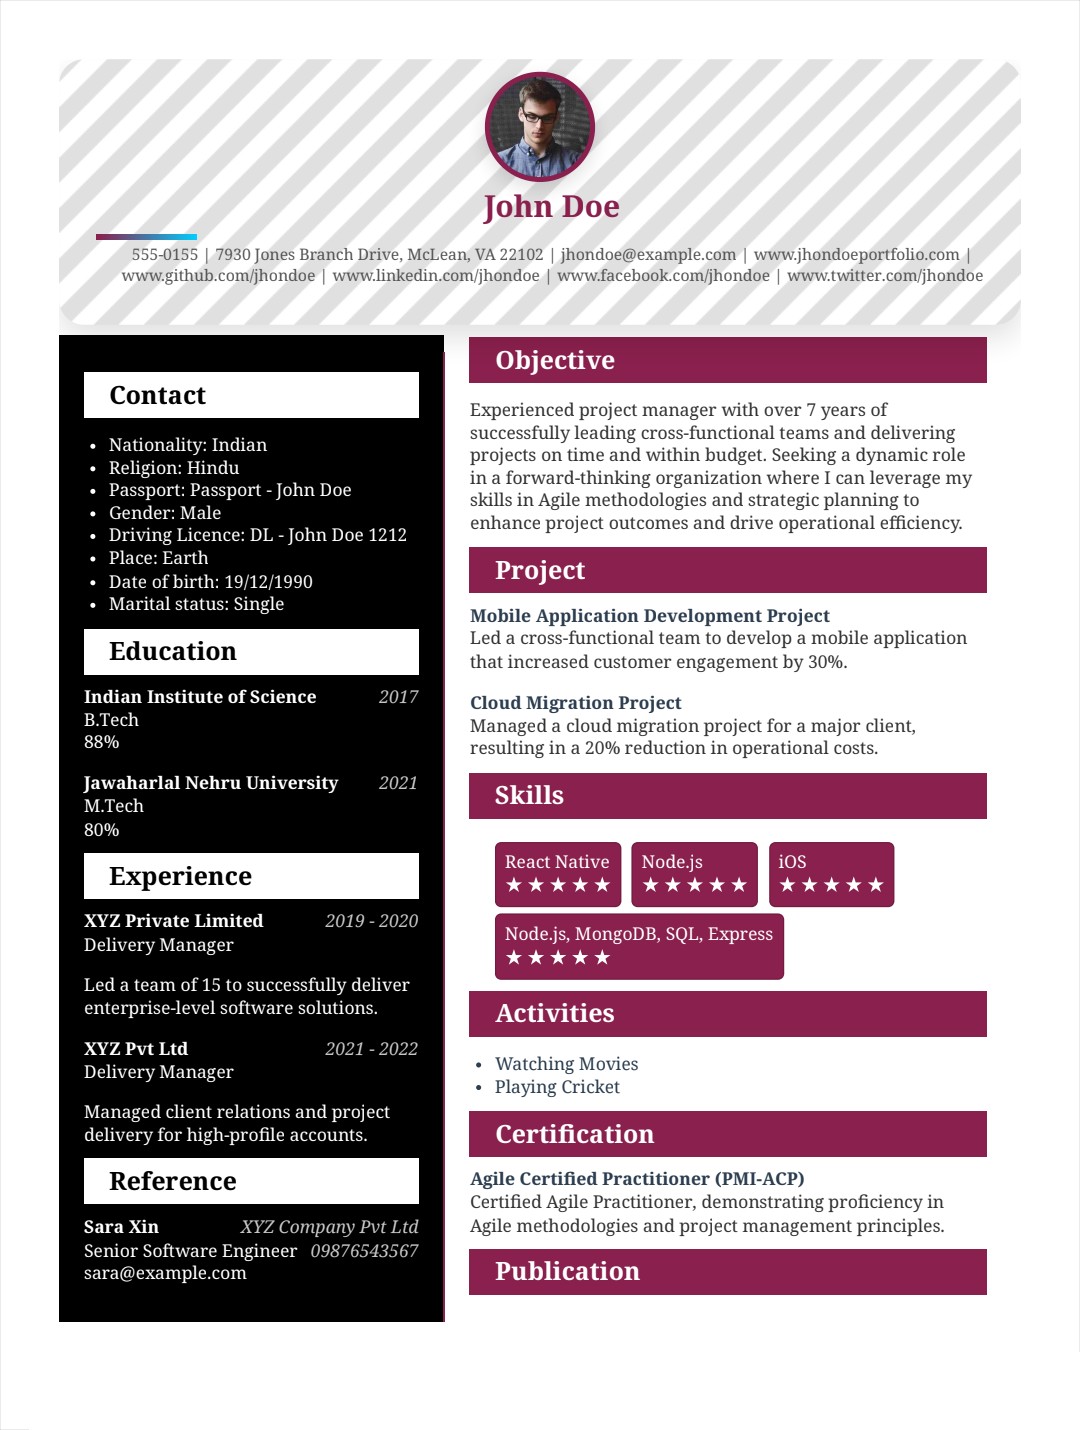 John Doe
555-0155 | 7930 Jones Branch Drive, McLean, VA 22102 | jhondoe@example.com | www.jhondoeportfolio.com |
www.github.com/jhondoe | www.linkedin.com/jhondoe | www.facebook.com/jhondoe | www.twitter.com/jhondoe
Contact
• Nationality: Indian
• Religion: Hindu
• Passport: Passport - John Doe
• Gender: Male
• Driving Licence: DL - John Doe 1212
• Place: Earth
• Date of birth: 19/12/1990
• Marital status: Single
Education
Indian Institute of Science 2017
B.Tech
88%
Jawaharlal Nehru University 2021
M.Tech
80%
Experience
XYZ Private Limited 2019 - 2020
Delivery Manager
Led a team of 15 to successfully deliver
enterprise-level software solutions.
XYZ Pvt Ltd 2021 - 2022
Delivery Manager
Managed client relations and project
delivery for high-profile accounts.
Reference
Sara Xin XYZ Company Pvt Ltd
Senior Software Engineer 09876543567
sara@example.com
Objective
Experienced project manager with over 7 years of
successfully leading cross-functional teams and delivering
projects on time and within budget. Seeking a dynamic role
in a forward-thinking organization where I can leverage my
skills in Agile methodologies and strategic planning to
enhance project outcomes and drive operational efficiency.
Project
Mobile Application Development Project
Led a cross-functional team to develop a mobile application
that increased customer engagement by 30%.
Cloud Migration Project
Managed a cloud migration project for a major client,
resulting in a 20% reduction in operational costs.
Skills
React Native Node.js iOS
★★★★★ ★★★★★ ★★★★★
Node.js, MongoDB, SQL, Express
★★★★★
Activities
• Watching Movies
• Playing Cricket
Certification
Agile Certified Practitioner (PMI-ACP)
Certified Agile Practitioner, demonstrating proficiency in
Agile methodologies and project management principles.
Publication